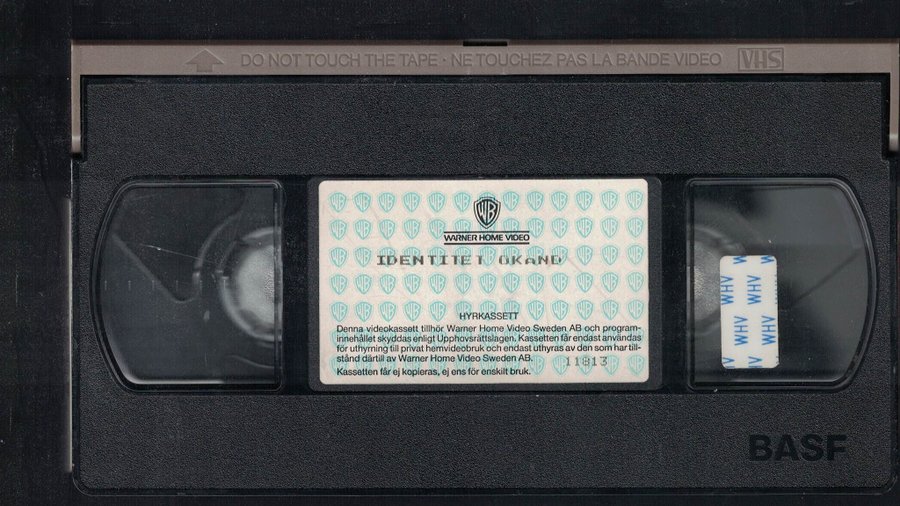 DO NOT TOUCH THE TAPE · NE TOUCHEZ PAS LA BANDE VIDEO VHS
WB
WARNER HOME VIDEO
IDENTITET OKAND
HYRKASSETT
Denna videokassett tillhör Warner Home Video Sweden AB och program-
innehållet skyddas enligt Upphovsrättslagen. Kassetten får endast användas
för uthyrning till privat hemvideobruk och endast uthyras av den som har till-
stånd därtill av Warner Home Video Sweden AB.
11813
Kassetten får ej kopieras, ej ens för enskilt bruk.
WHV WHV
WHV WHV
BASF